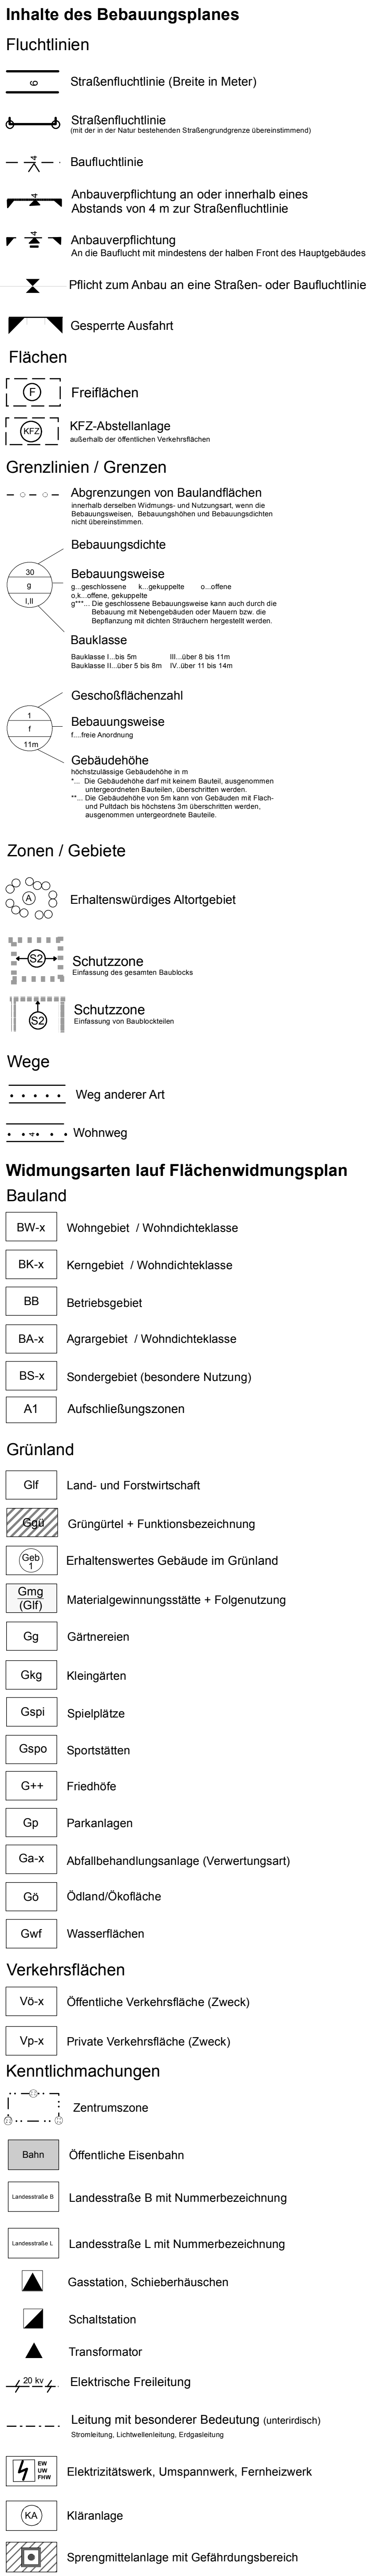 Inhalte des Bebauungsplanes
Fluchtlinien
6 Straßenfluchtlinie (Breite in Meter)
Straßenfluchtlinie
(mit der in der Natur bestehenden Straßengrundgrenze übereinstimmend)
4 Baufluchtlinie
4 Anbauverpflichtung an oder innerhalb eines
Abstands von 4 m zur Straßenfluchtlinie
4 Anbauverpflichtung
An die Bauflucht mit mindestens der halben Front des Hauptgebäudes
Pflicht zum Anbau an eine Straßen- oder Baufluchtlinie
Gesperrte Ausfahrt
Flächen
F Freiflächen
KFZ KFZ-Abstellanlage
außerhalb der öffentlichen Verkehrsflächen
Grenzlinien / Grenzen
Abgrenzungen von Baulandflächen
innerhalb derselben Widmungs- und Nutzungsart, wenn die
Bebauungsweisen, Bebauungshöhen und Bebauungsdichten
nicht übereinstimmen.
Bebauungsdichte
30
g
I,II
Bebauungsweise
g...geschlossene k...gekuppelte o...offene
o,k...offene, gekuppelte
g***... Die geschlossene Bebauungsweise kann auch durch die
Bebauung mit Nebengebäuden oder Mauern bzw. die
Bepflanzung mit dichten Sträuchern hergestellt werden.
Bauklasse
Bauklasse I...bis 5m III...über 8 bis 11m
Bauklasse II...über 5 bis 8m IV..über 11 bis 14m
Geschoßflächenzahl
1
f
11m
Bebauungsweise
f....freie Anordnung
Gebäudehöhe
höchstzulässige Gebäudehöhe in m
*... Die Gebäudehöhe darf mit keinem Bauteil, ausgenommen
untergeordneten Bauteilen, überschritten werden.
**... Die Gebäudehöhe von 5m kann von Gebäuden mit Flach-
und Pultdach bis höchstens 3m überschritten werden,
ausgenommen untergeordnete Bauteile.
Zonen / Gebiete
A Erhaltenswürdiges Altortgebiet
S2 Schutzzone
Einfassung des gesamten Baublocks
S2 Schutzzone
Einfassung von Baublockteilen
Wege
Weg anderer Art
4 Wohnweg
Widmungsarten lauf Flächenwidmungsplan
Bauland
BW-x Wohngebiet / Wohndichteklasse
BK-x Kerngebiet / Wohndichteklasse
BB Betriebsgebiet
BA-x Agrargebiet / Wohndichteklasse
BS-x Sondergebiet (besondere Nutzung)
A1 Aufschließungszonen
Grünland
Glf Land- und Forstwirtschaft
Ggü Grüngürtel + Funktionsbezeichnung
Geb
1 Erhaltenswertes Gebäude im Grünland
Gmg
(Glf) Materialgewinnungsstätte + Folgenutzung
Gg Gärtnereien
Gkg Kleingärten
Gspi Spielplätze
Gspo Sportstätten
G++ Friedhöfe
Gp Parkanlagen
Ga-x Abfallbehandlungsanlage (Verwertungsart)
Gö Ödland/Ökofläche
Gwf Wasserflächen
Verkehrsflächen
Vö-x Öffentliche Verkehrsfläche (Zweck)
Vp-x Private Verkehrsfläche (Zweck)
Kenntlichmachungen
Zentrumszone
Bahn Öffentliche Eisenbahn
Landesstraße B Landesstraße B mit Nummerbezeichnung
Landesstraße L Landesstraße L mit Nummerbezeichnung
Gasstation, Schieberhäuschen
Schaltstation
Transformator
20 kv Elektrische Freileitung
Leitung mit besonderer Bedeutung (unterirdisch)
Stromleitung, Lichtwellenleitung, Erdgasleitung
EW
UW
FHW
Elektrizitätswerk, Umspannwerk, Fernheizwerk
KA Kläranlage
Sprengmittelanlage mit Gefährdungsbereich